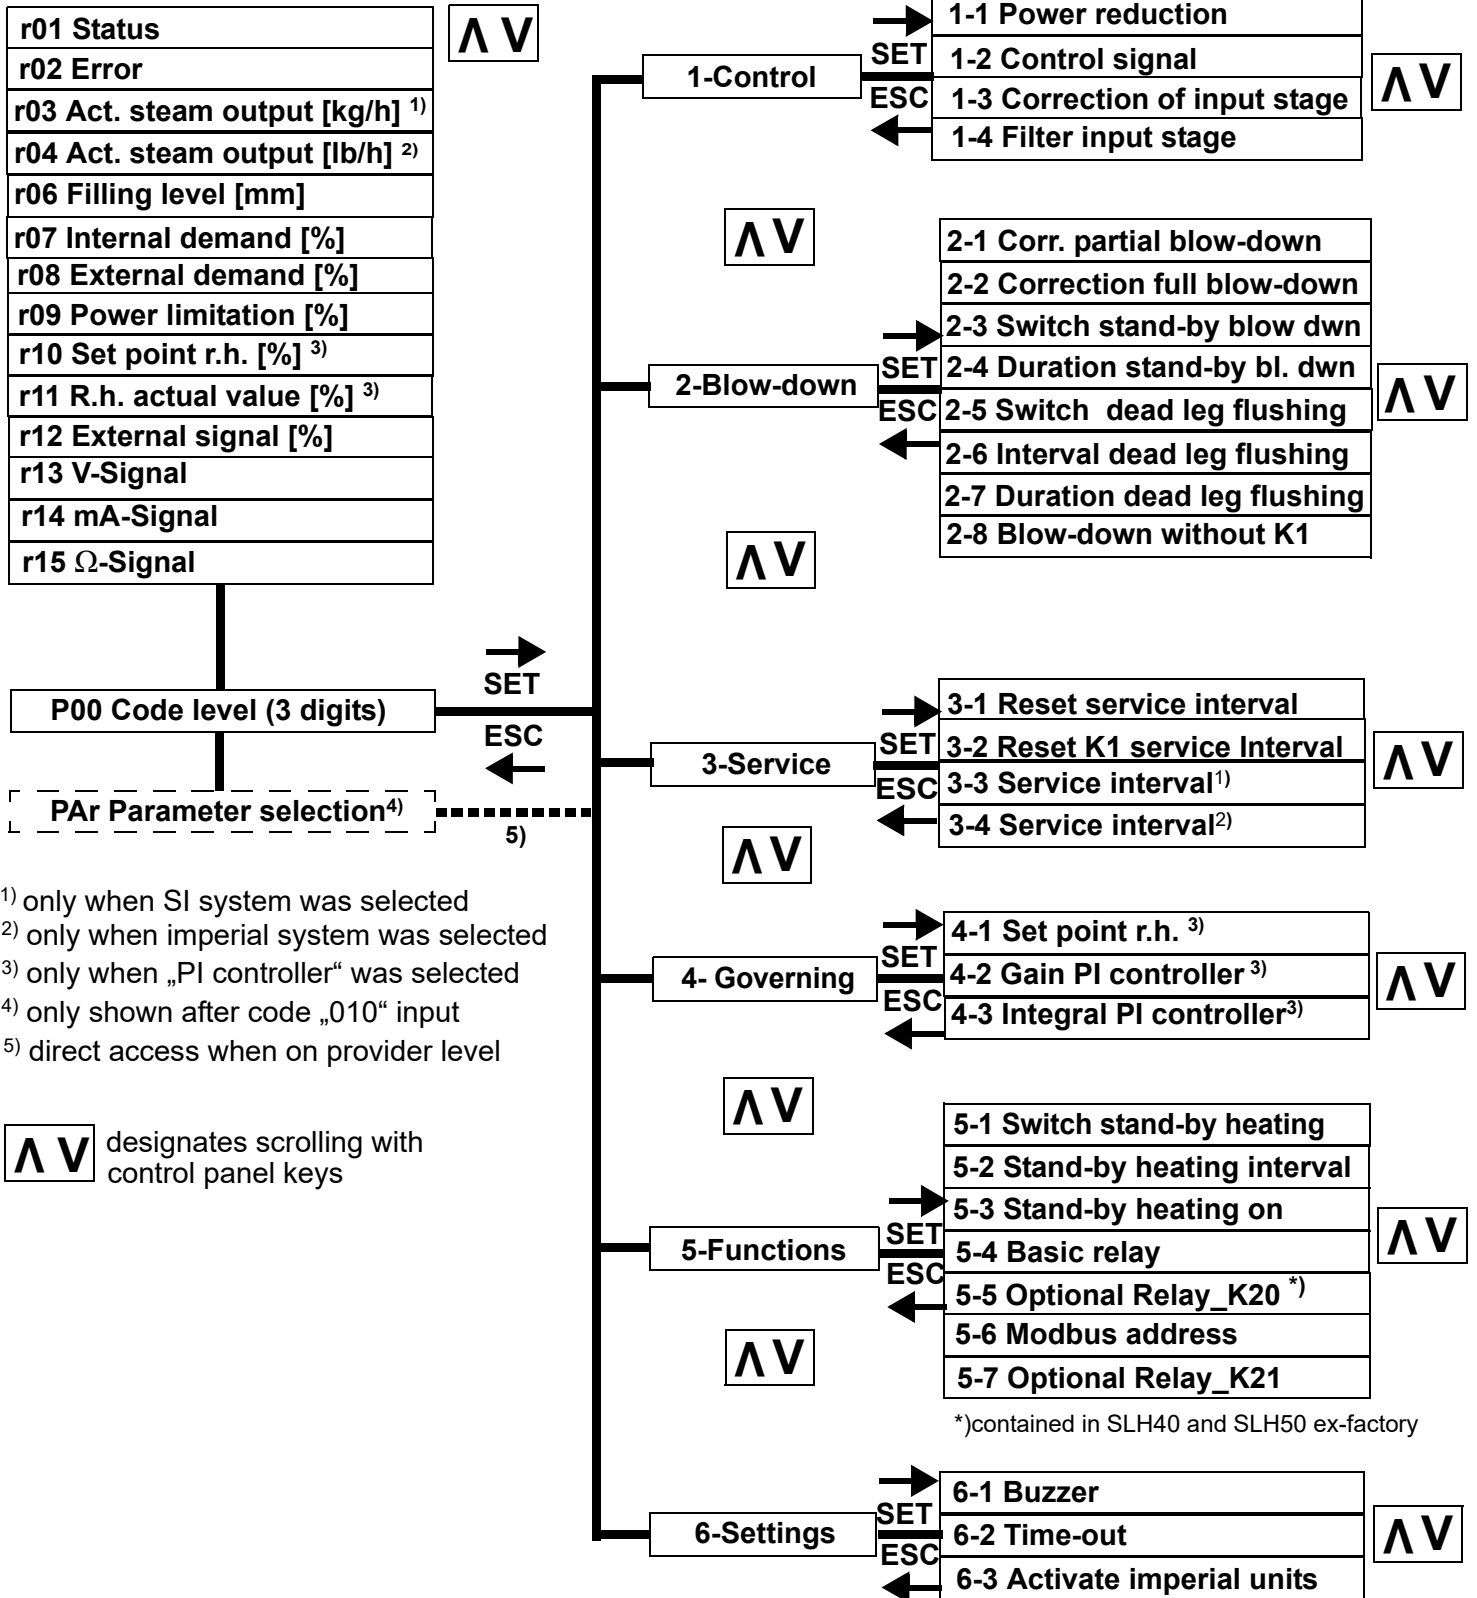 r01 Status
r02 Error
r03 Act. steam output [kg/h] 1)
r04 Act. steam output [lb/h] 2)
r06 Filling level [mm]
r07 Internal demand [%]
r08 External demand [%]
r09 Power limitation [%]
r10 Set point r.h. [%] 3)
r11 R.h. actual value [%] 3)
r12 External signal [%]
r13 V-Signal
r14 mA-Signal
r15 Ω-Signal
Λ V
P00 Code level (3 digits)
SET
ESC
PAr Parameter selection4)
5)
1) only when SI system was selected
2) only when imperial system was selected
3) only when „PI controller“ was selected
4) only shown after code „010“ input
5) direct access when on provider level
Λ V designates scrolling with
control panel keys
1-Control
SET
ESC
1-1 Power reduction
1-2 Control signal
1-3 Correction of input stage
1-4 Filter input stage
Λ V
Λ V
2-Blow-down
SET
ESC
2-1 Corr. partial blow-down
2-2 Correction full blow-down
2-3 Switch stand-by blow dwn
2-4 Duration stand-by bl. dwn
2-5 Switch  dead leg flushing
2-6 Interval dead leg flushing
2-7 Duration dead leg flushing
2-8 Blow-down without K1
Λ V
Λ V
3-Service
SET
ESC
3-1 Reset service interval
3-2 Reset K1 service Interval
3-3 Service interval1)
3-4 Service interval2)
Λ V
Λ V
4- Governing
SET
ESC
4-1 Set point r.h. 3)
4-2 Gain PI controller 3)
4-3 Integral PI controller3)
Λ V
Λ V
5-Functions
SET
ESC
5-1 Switch stand-by heating
5-2 Stand-by heating interval
5-3 Stand-by heating on
5-4 Basic relay
5-5 Optional Relay_K20 *)
5-6 Modbus address
5-7 Optional Relay_K21
Λ V
*)contained in SLH40 and SLH50 ex-factory
Λ V
6-Settings
SET
ESC
6-1 Buzzer
6-2 Time-out
6-3 Activate imperial units
Λ V